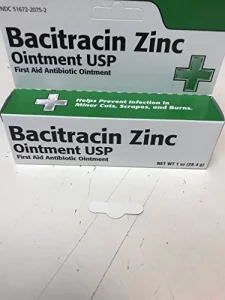 NDC 51672-2075-2
Bacitracin Zinc
Ointment USP
First Aid Antibiotic Ointment
Helps Prevent Infection in
Minor Cuts, Scrapes, and Burns.
Bacitracin Zinc
Ointment USP
First Aid Antibiotic Ointment
NET WT 1 oz (28.4 g)